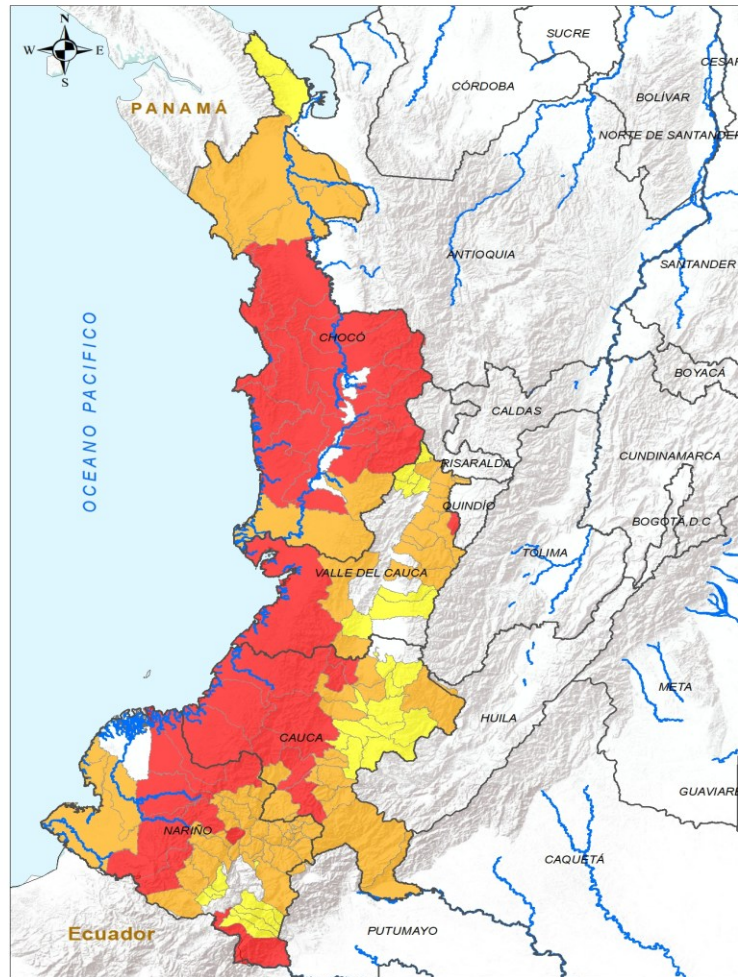 N
W E
S
PANAMÁ
SUCRE
CÓRDOBA
CESAR
BOLÍVAR
NORTE DE SANTANDER
ANTIOQUIA
SANTANDER
OCEANO PACIFICO
CHOCÓ
BOYACÁ
CALDAS
CUNDINAMARCA
RISARALDA
QUINDÍO
BOGOTÁ,D.C
TOLIMA
VALLE DEL CAUCA
META
HUILA
CAUCA
GUAVIARE
NARIÑO
CAQUETÁ
Ecuador
PUTUMAYO